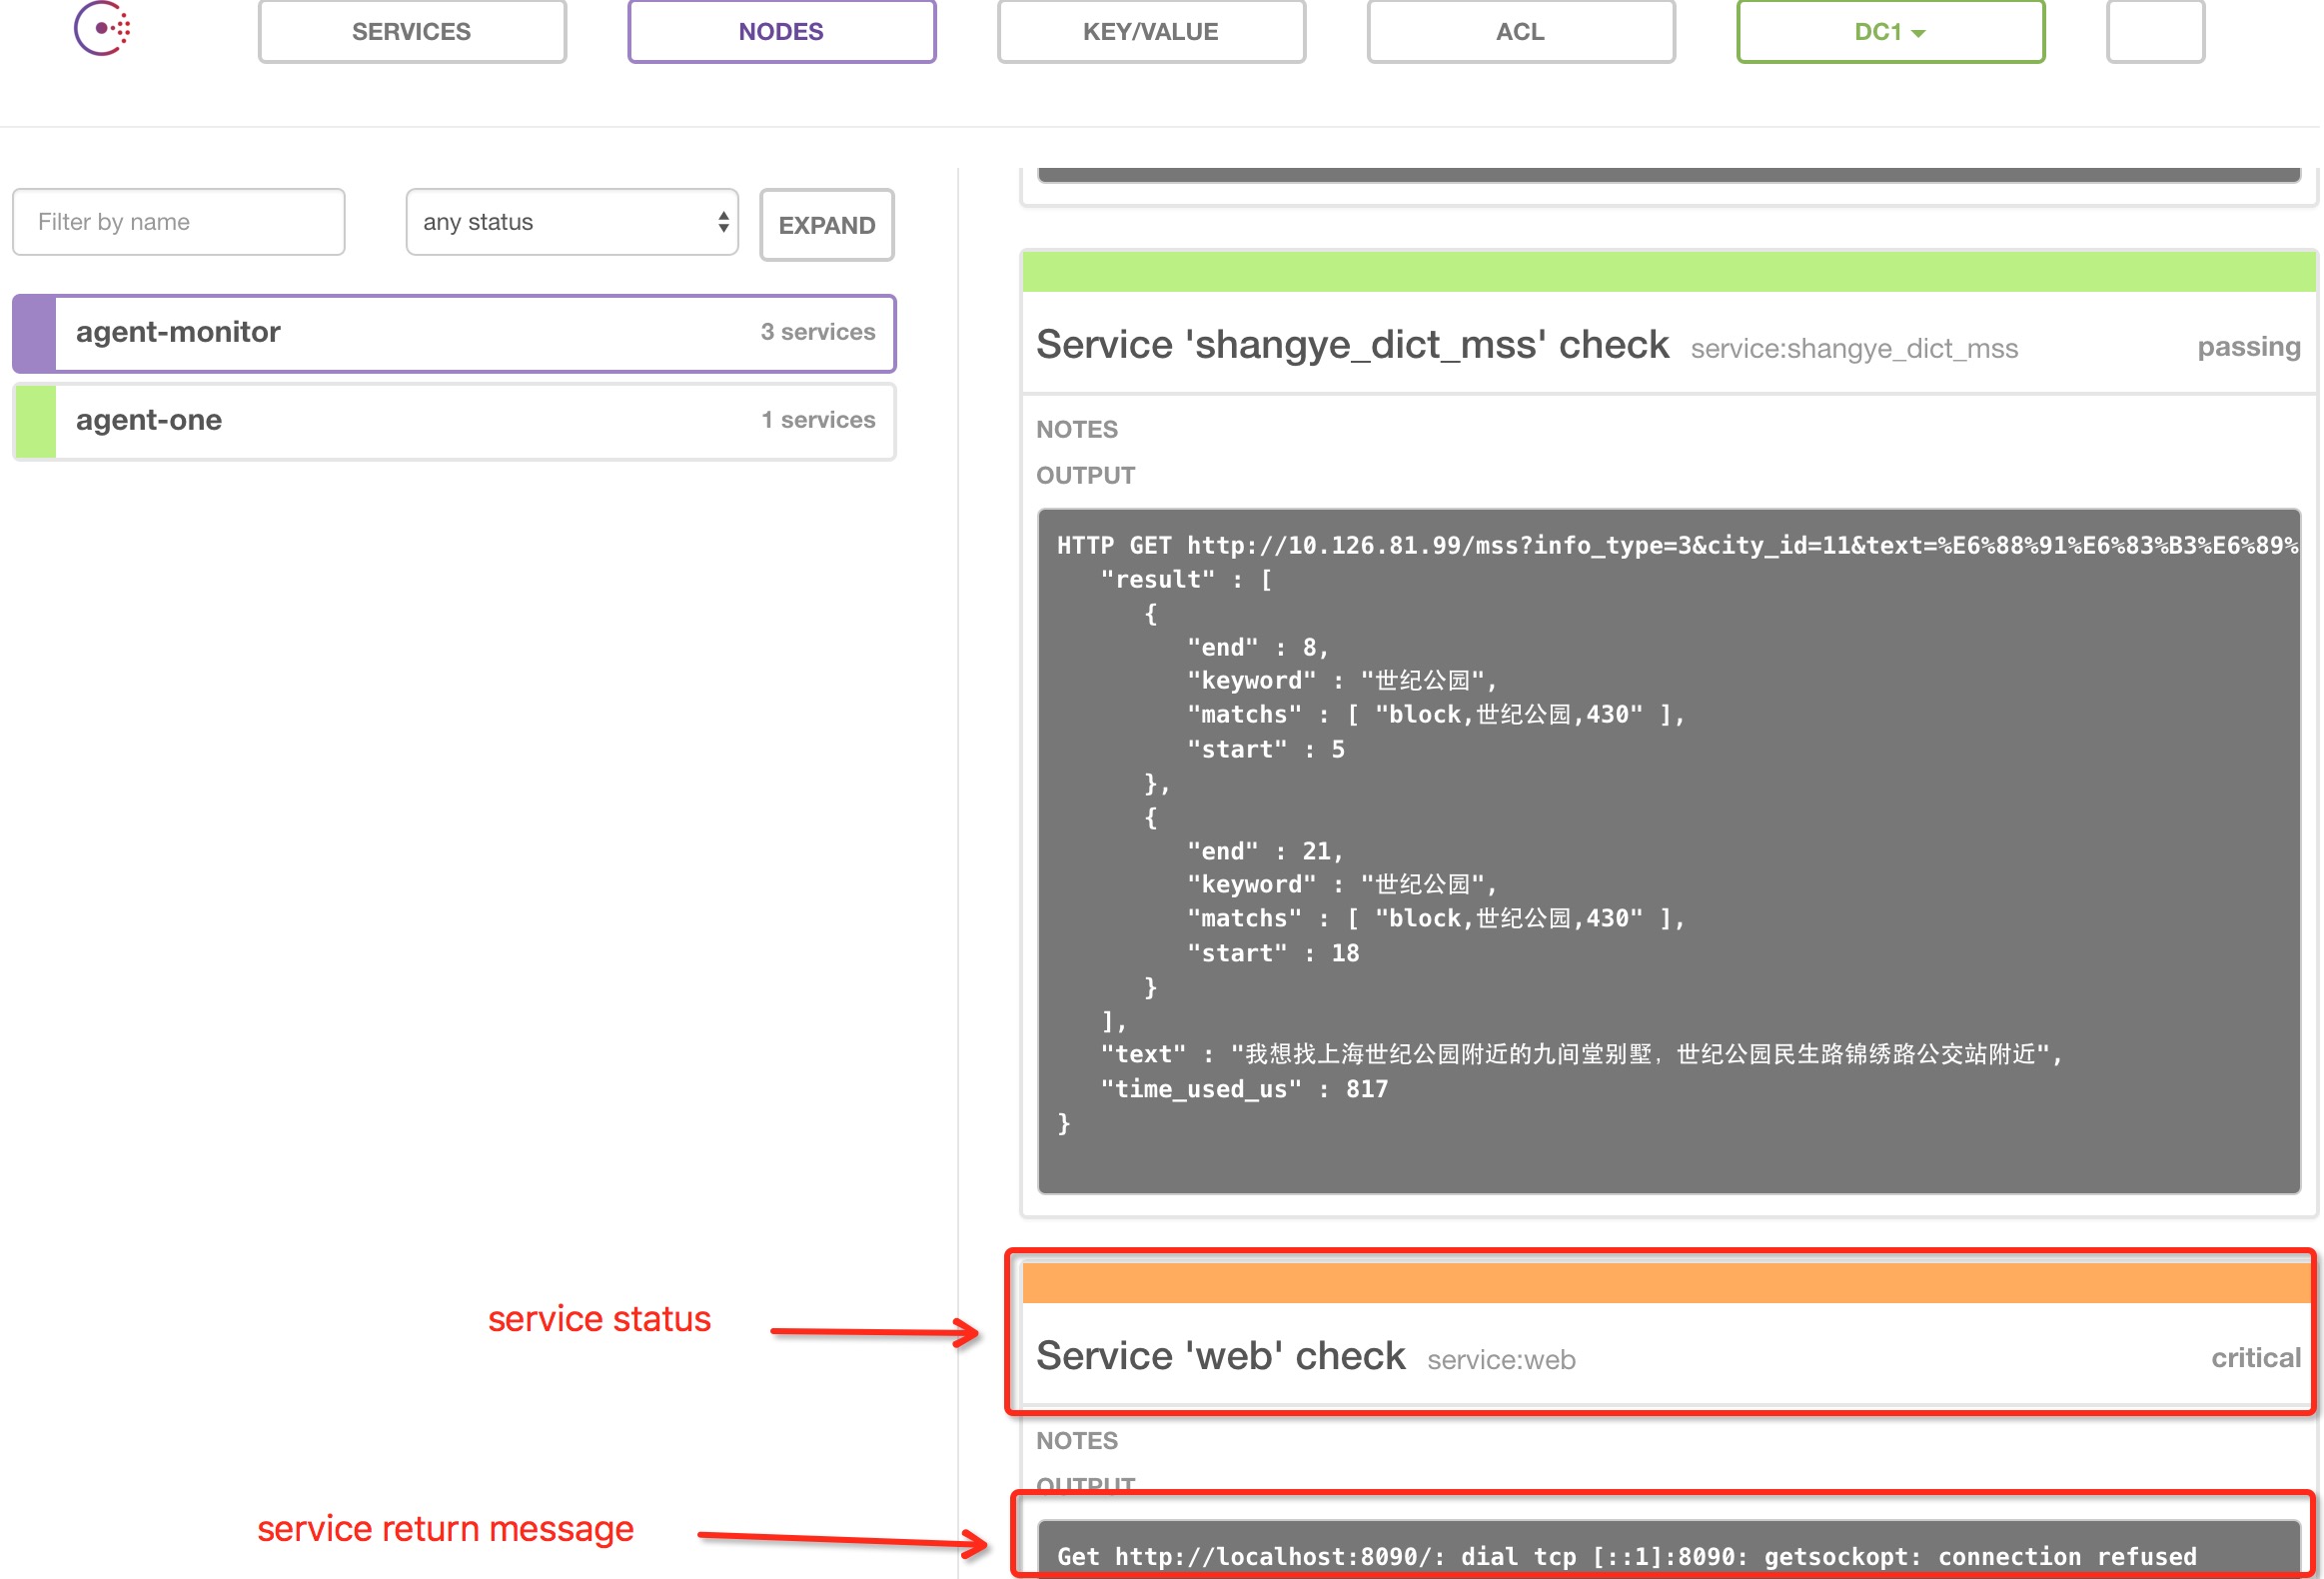 SERVICES
NODES
KEY/VALUE
ACL
DC1
Filter by name
any status
EXPAND
agent-monitor 3 services
agent-one 1 services
Service 'shangye_dict_mss' check service:shangye_dict_mss passing
NOTES
OUTPUT
HTTP GET http://10.126.81.99/mss?info_type=3&city_id=11&text=%E6%88%91%E6%83%B3%E6%89%
"result" : [
{
"end" : 8,
"keyword" : "世纪公园",
"matchs" : [ "block,世纪公园,430" ],
"start" : 5
},
{
"end" : 21,
"keyword" : "世纪公园",
"matchs" : [ "block,世纪公园,430" ],
"start" : 18
}
],
"text" : "我想找上海世纪公园附近的九间堂别墅，世纪公园民生路锦绣路公交站附近",
"time_used_us" : 817
}
service status
Service 'web' check service:web critical
NOTES
OUTPUT
service return message
Get http://localhost:8090/: dial tcp [::1]:8090: getsockopt: connection refused